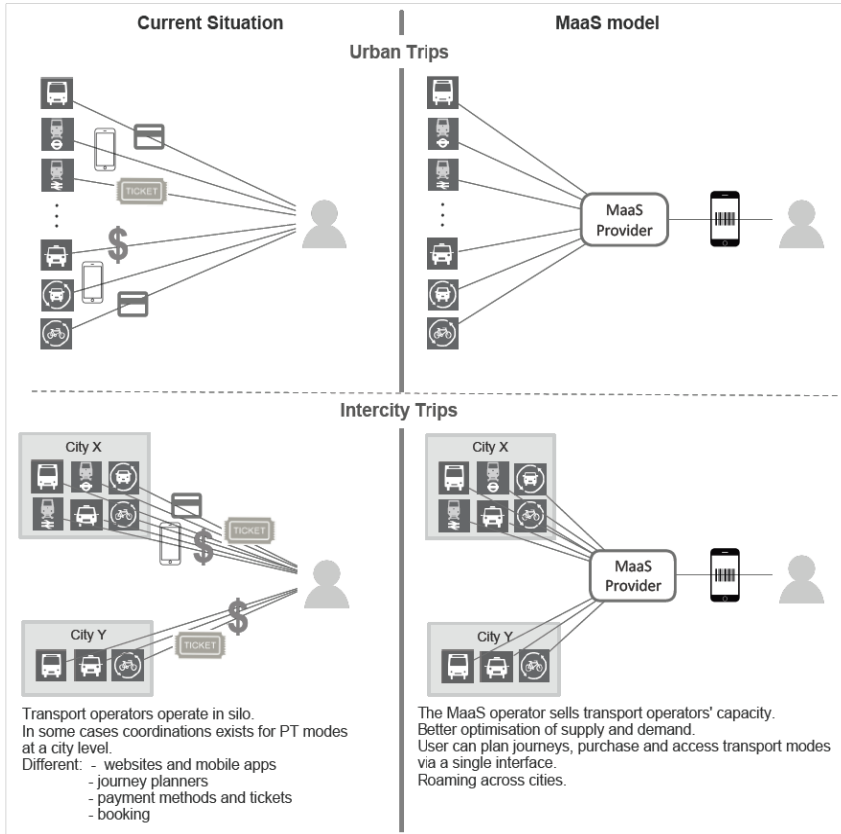 Current Situation
MaaS model
Urban Trips
TICKET
$
MaaS
Provider
Intercity Trips
City X
TICKET
$
City Y
$
TICKET
City X
MaaS
Provider
City Y
Transport operators operate in silo.
In some cases coordinations exists for PT modes
at a city level.
Different: - websites and mobile apps
- journey planners
- payment methods and tickets
- booking
The MaaS operator sells transport operators' capacity.
Better optimisation of supply and demand.
User can plan journeys, purchase and access transport modes
via a single interface.
Roaming across cities.